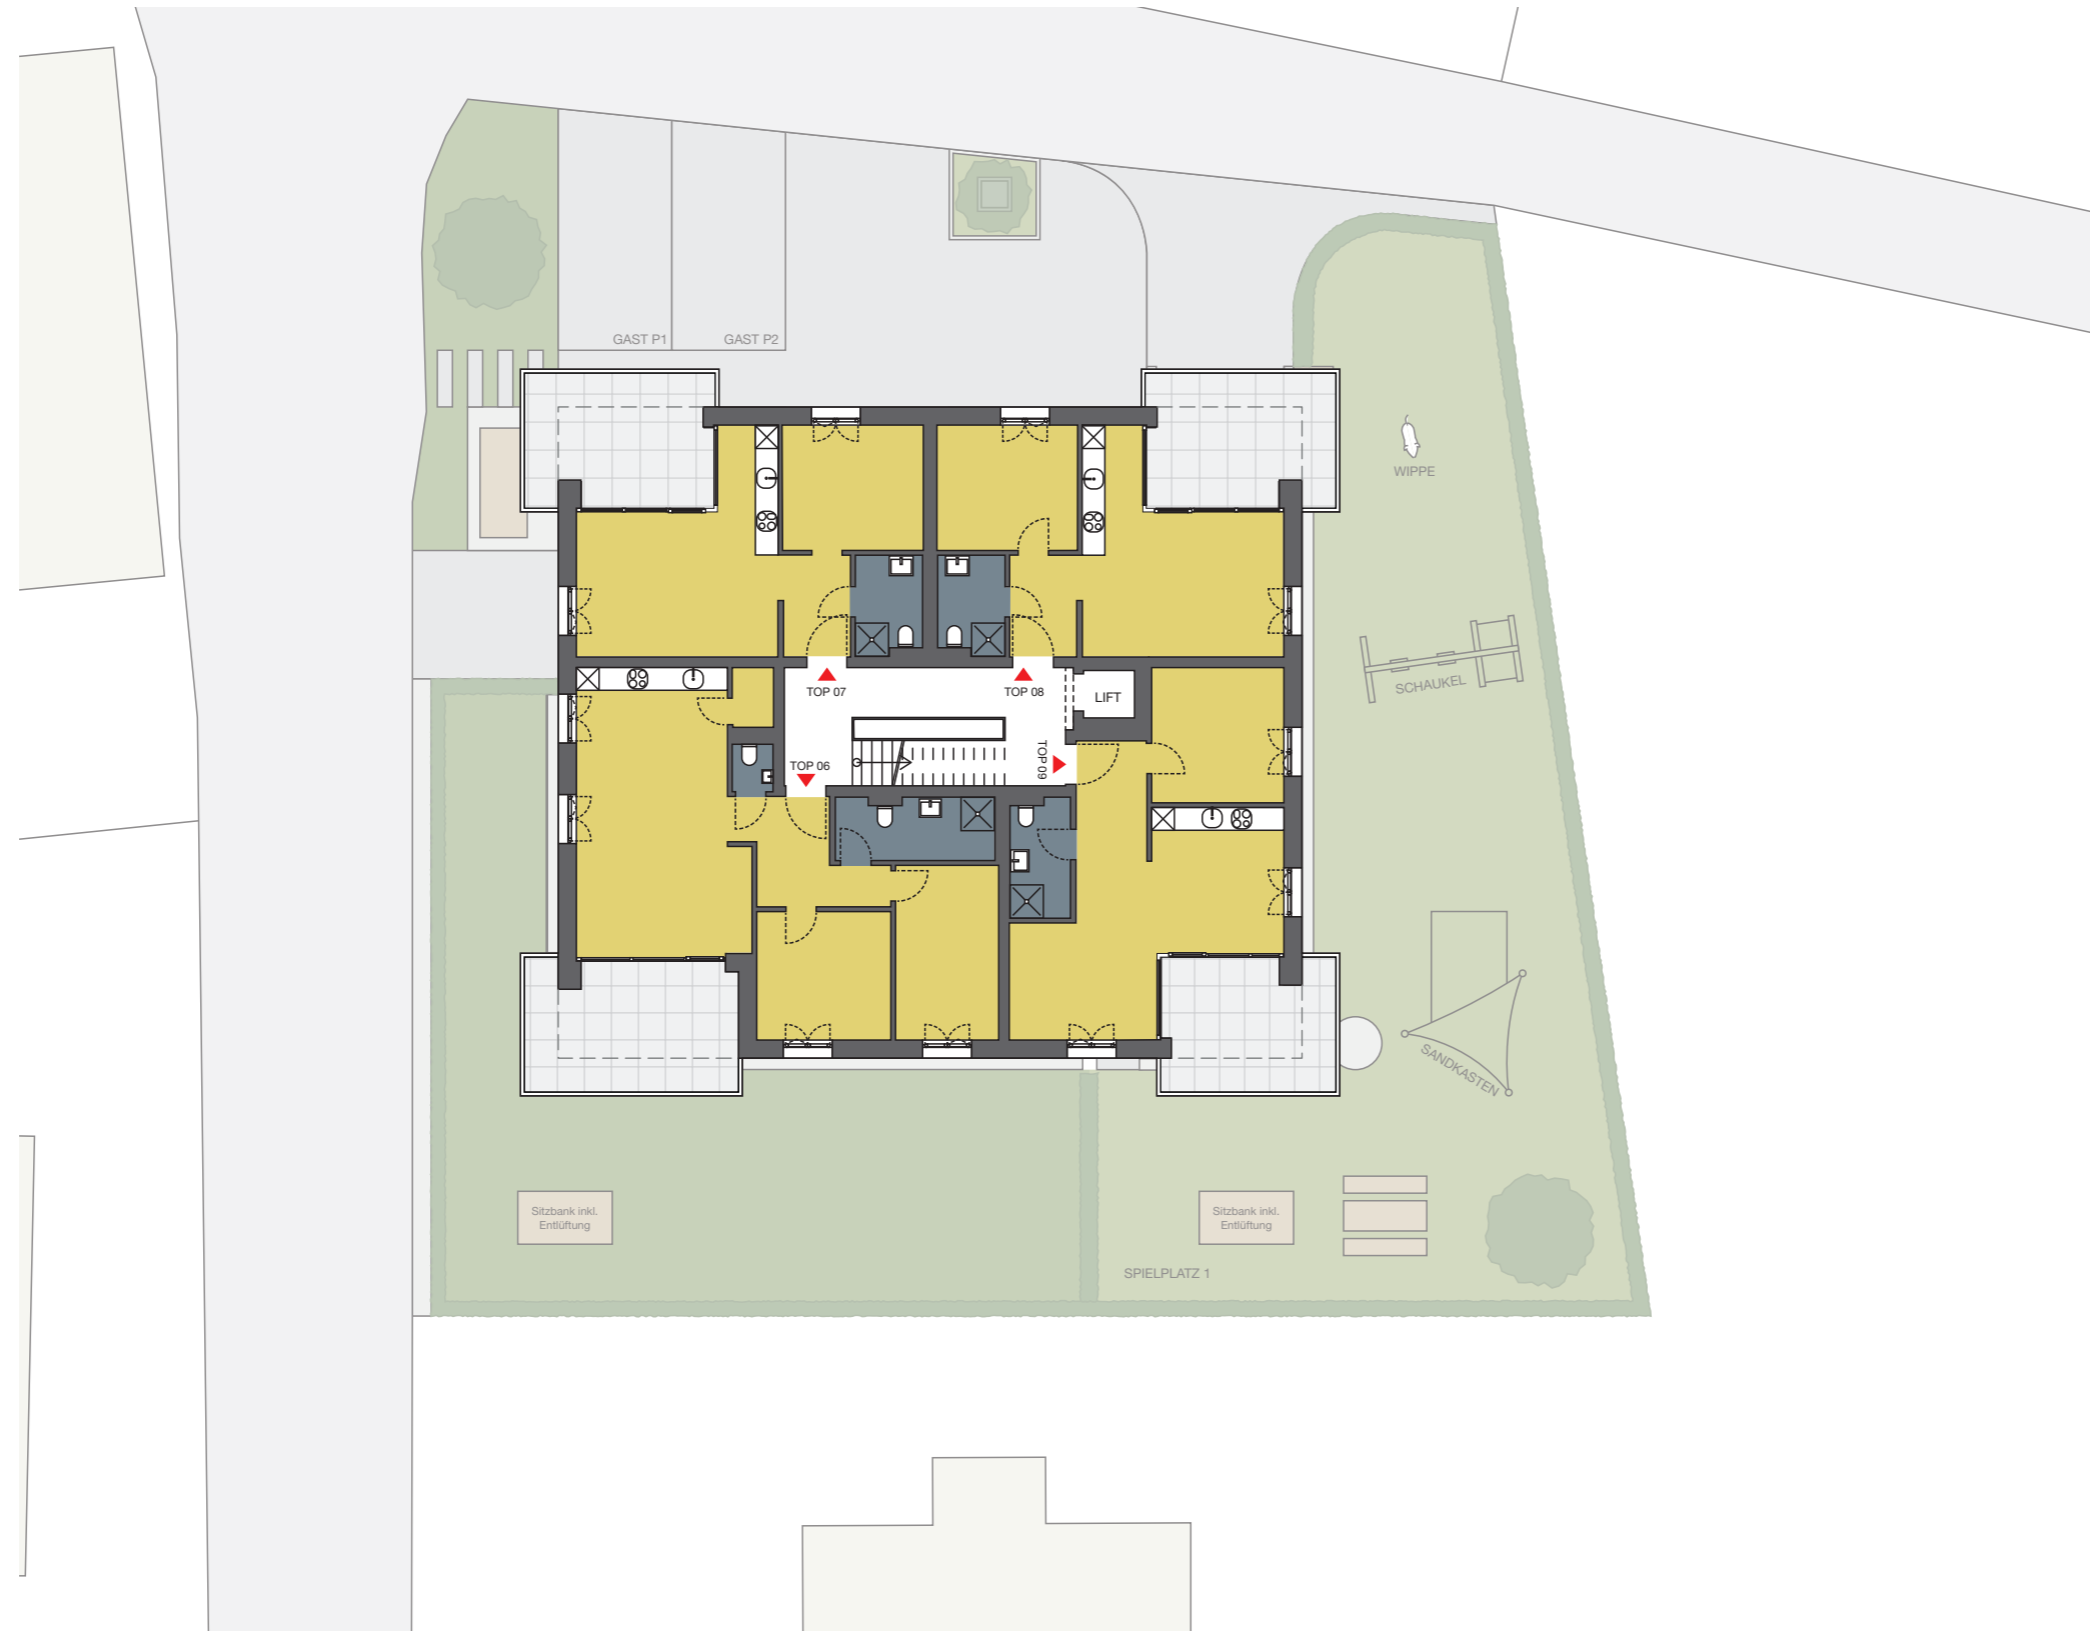 GAST P1
GAST P2
WIPPE
SCHAUKEL
TOP 07
TOP 08
LIFT
TOP 06
TOP 09
SANDKASTEN
Sitzbank inkl.
Entlüftung
Sitzbank inkl.
Entlüftung
SPIELPLATZ 1